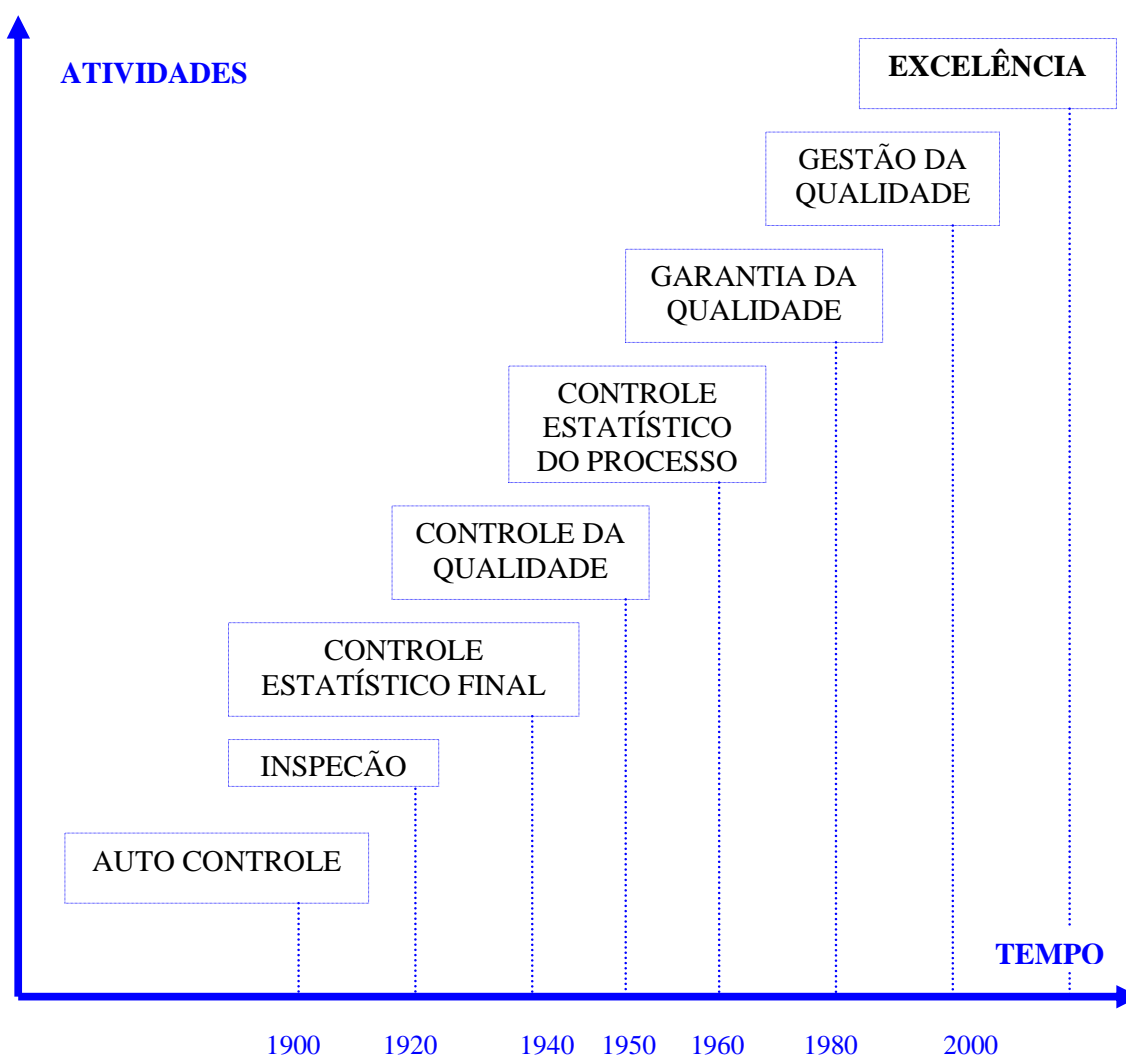 ATIVIDADES
EXCELÊNCIA
GESTÃO DA
QUALIDADE
GARANTIA DA
QUALIDADE
CONTROLE
ESTATÍSTICO
DO PROCESSO
CONTROLE DA
QUALIDADE
CONTROLE
ESTATÍSTICO FINAL
INSPECÃO
AUTO CONTROLE
TEMPO
1900 1920 1940 1950 1960 1980 2000